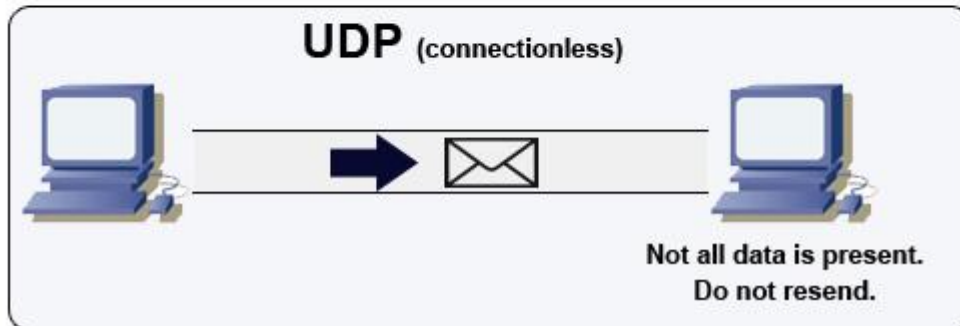 UDP (connectionless)
Not all data is present.
Do not resend.